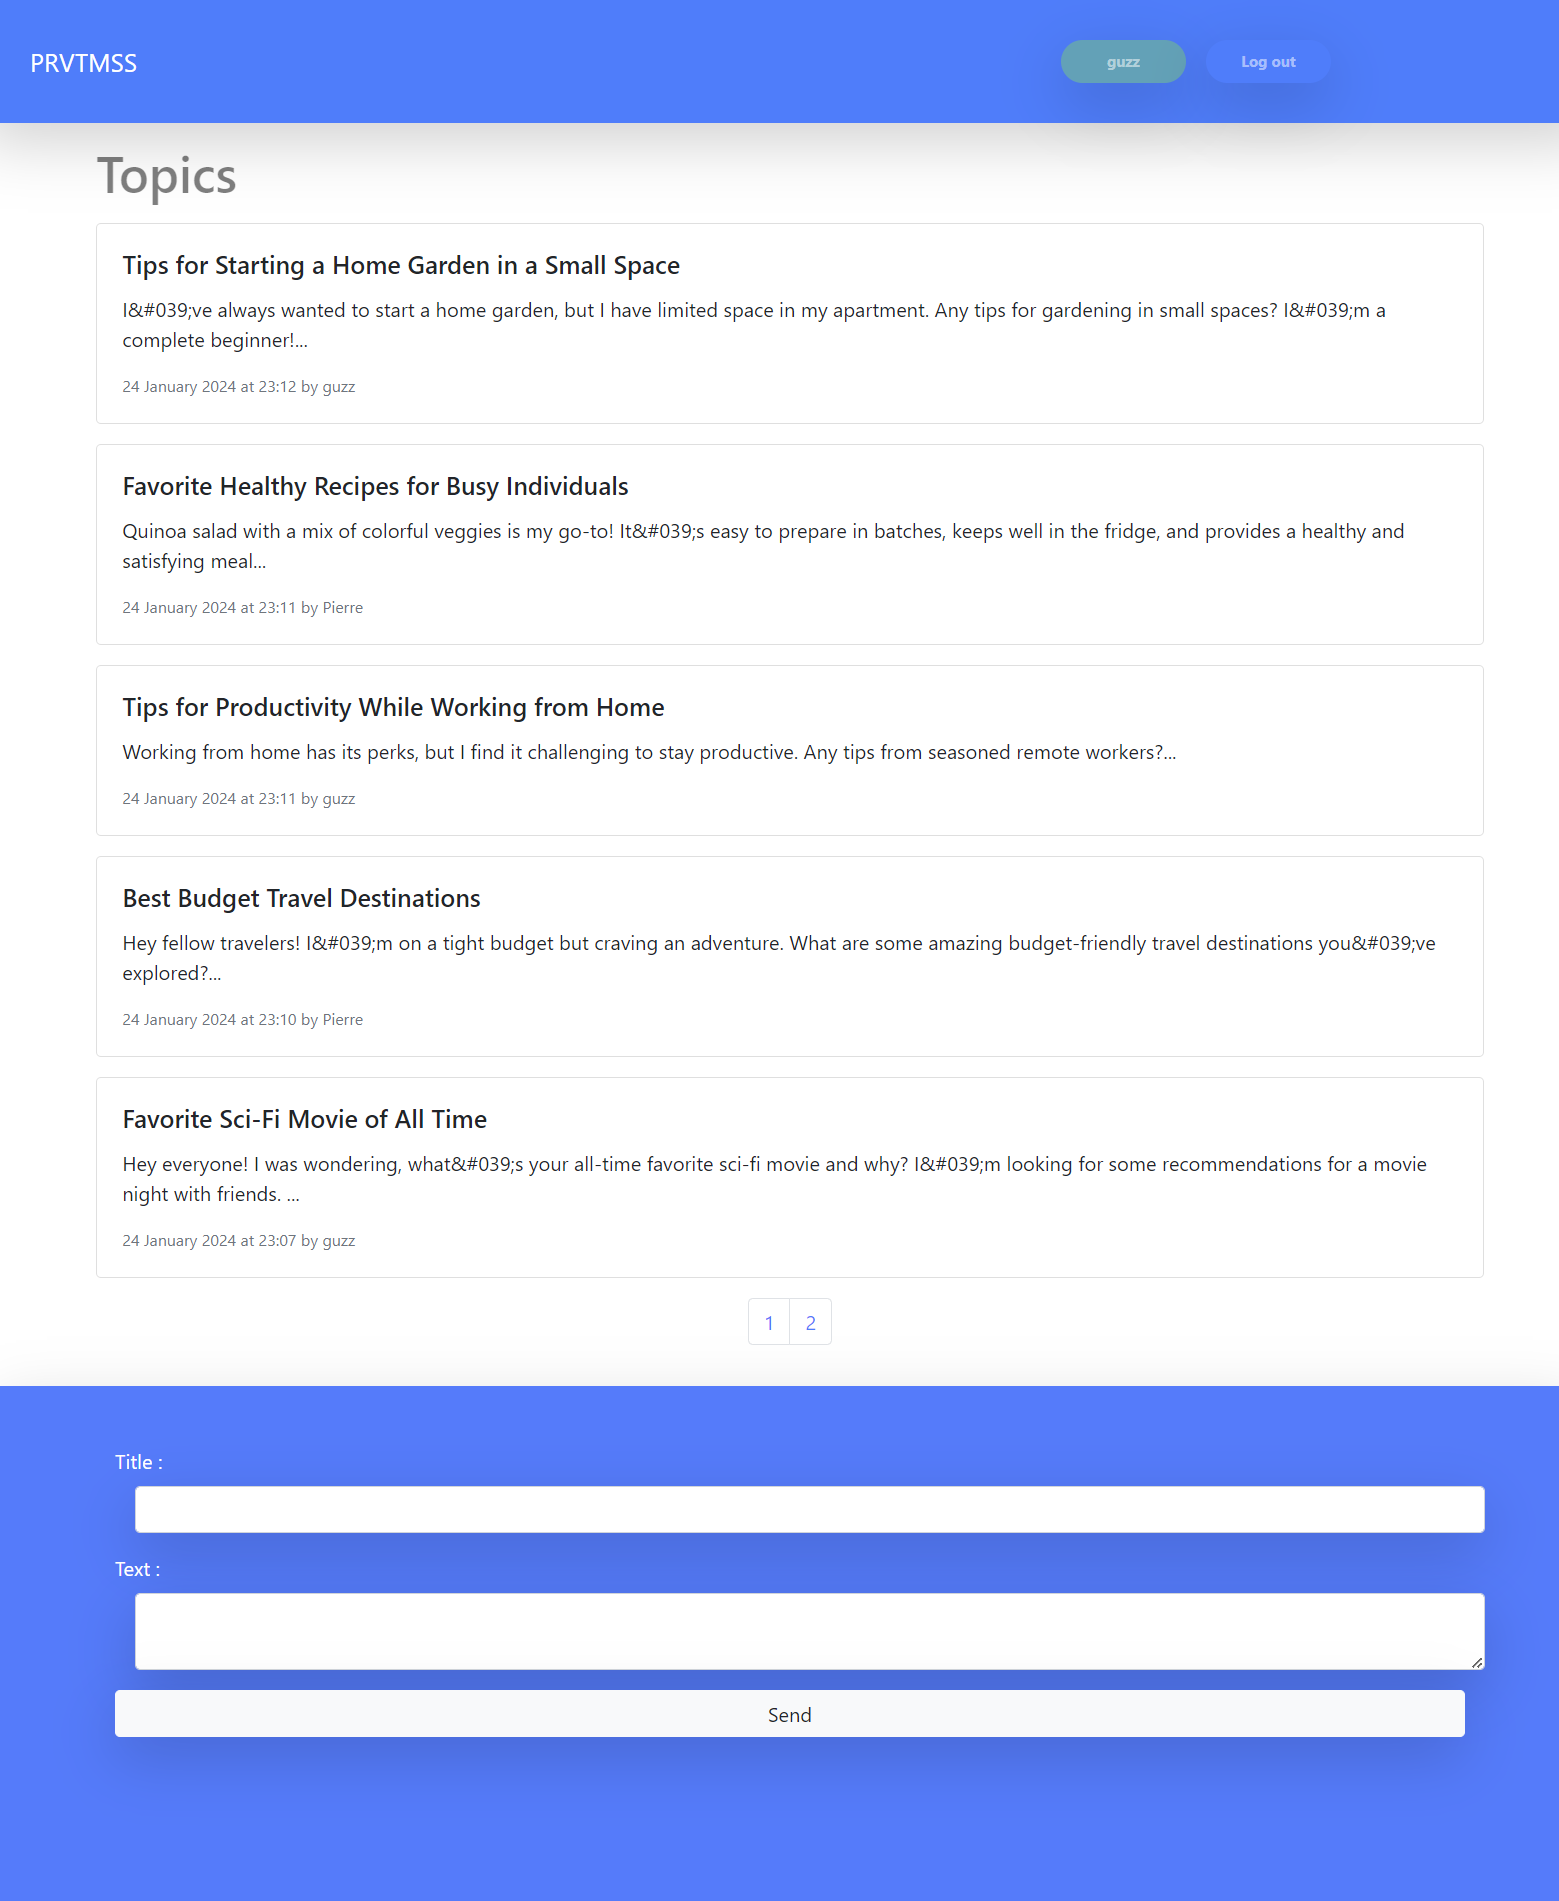 PRVTMSS
guzz
Log out
Topics
Tips for Starting a Home Garden in a Small Space
I&#039;ve always wanted to start a home garden, but I have limited space in my apartment. Any tips for gardening in small spaces? I&#039;m a
complete beginner!...
24 January 2024 at 23:12 by guzz
Favorite Healthy Recipes for Busy Individuals
Quinoa salad with a mix of colorful veggies is my go-to! It&#039;s easy to prepare in batches, keeps well in the fridge, and provides a healthy and
satisfying meal...
24 January 2024 at 23:11 by Pierre
Tips for Productivity While Working from Home
Working from home has its perks, but I find it challenging to stay productive. Any tips from seasoned remote workers?...
24 January 2024 at 23:11 by guzz
Best Budget Travel Destinations
Hey fellow travelers! I&#039;m on a tight budget but craving an adventure. What are some amazing budget-friendly travel destinations you&#039;ve
explored?...
24 January 2024 at 23:10 by Pierre
Favorite Sci-Fi Movie of All Time
Hey everyone! I was wondering, what&#039;s your all-time favorite sci-fi movie and why? I&#039;m looking for some recommendations for a movie
night with friends. ...
24 January 2024 at 23:07 by guzz
1
2
Title :
Text :
Send